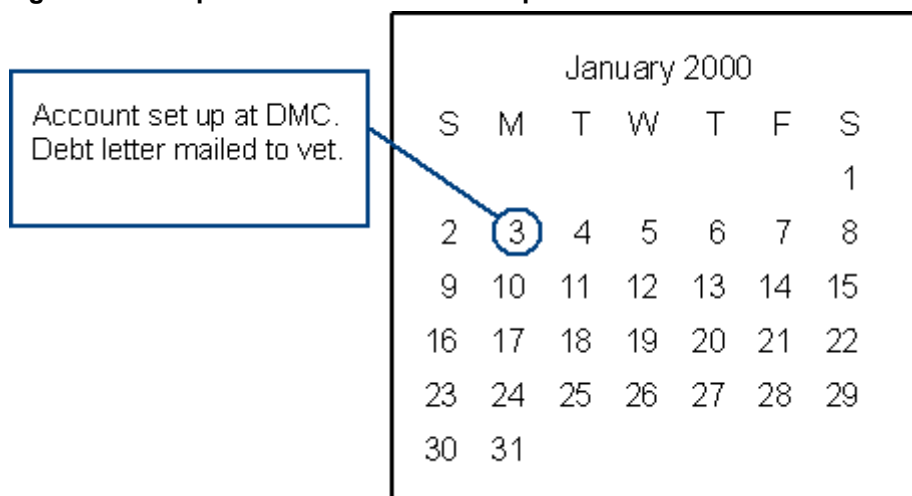 Account set up at DMC.
Debt letter mailed to vet.
January 2000
S M T W T F S
1
2 3 4 5 6 7 8
9 10 11 12 13 14 15
16 17 18 19 20 21 22
23 24 25 26 27 28 29
30 31